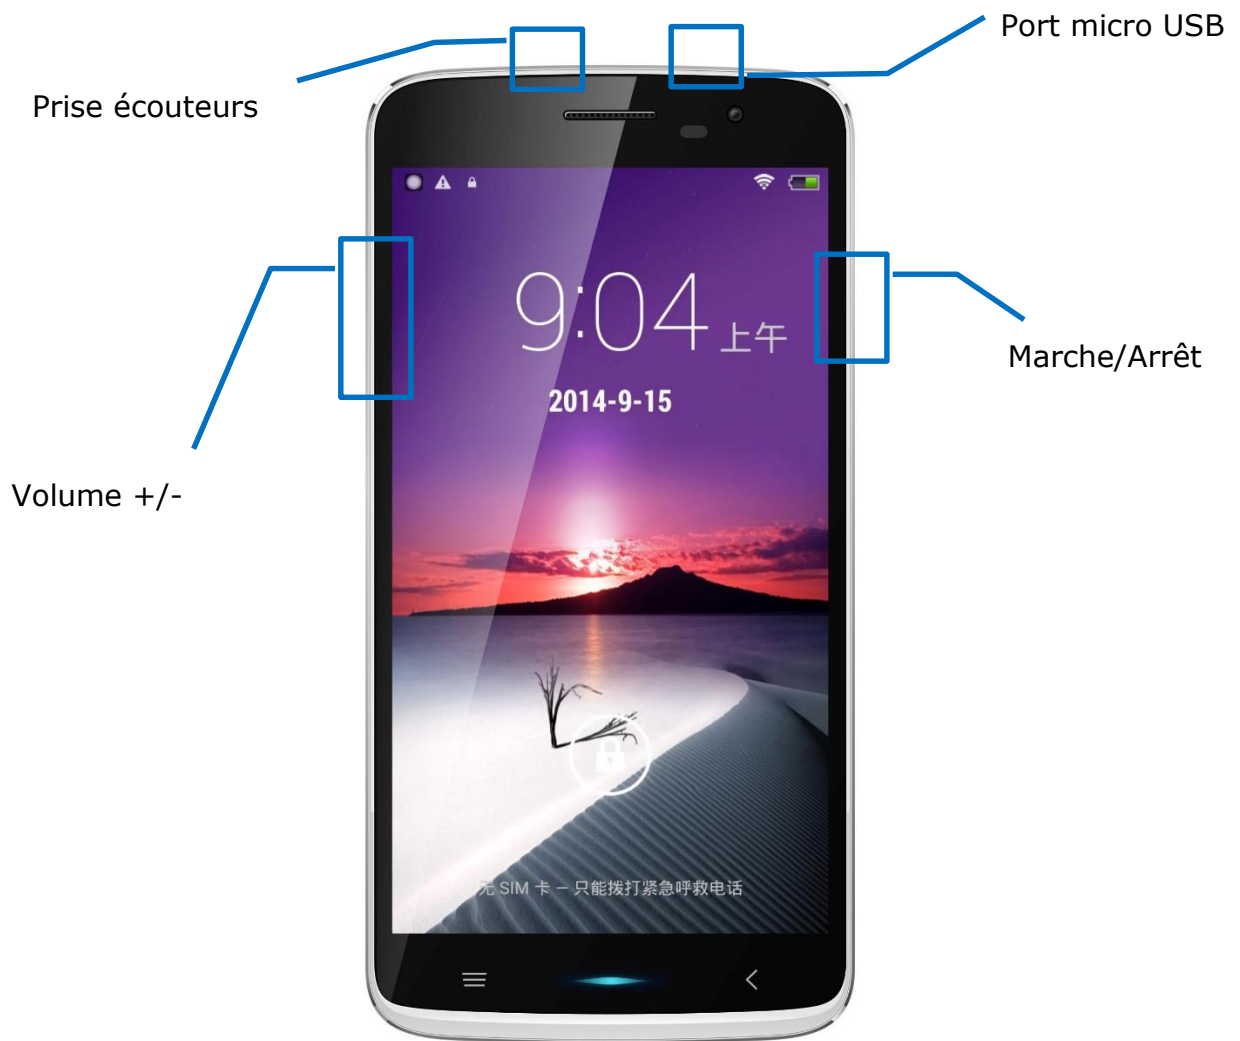 Port micro USB
Prise écouteurs
9:04 上午
2014-9-15
Marche/Arrêt
Volume +/-
无 SIM 卡 – 只能拨打紧急呼救电话